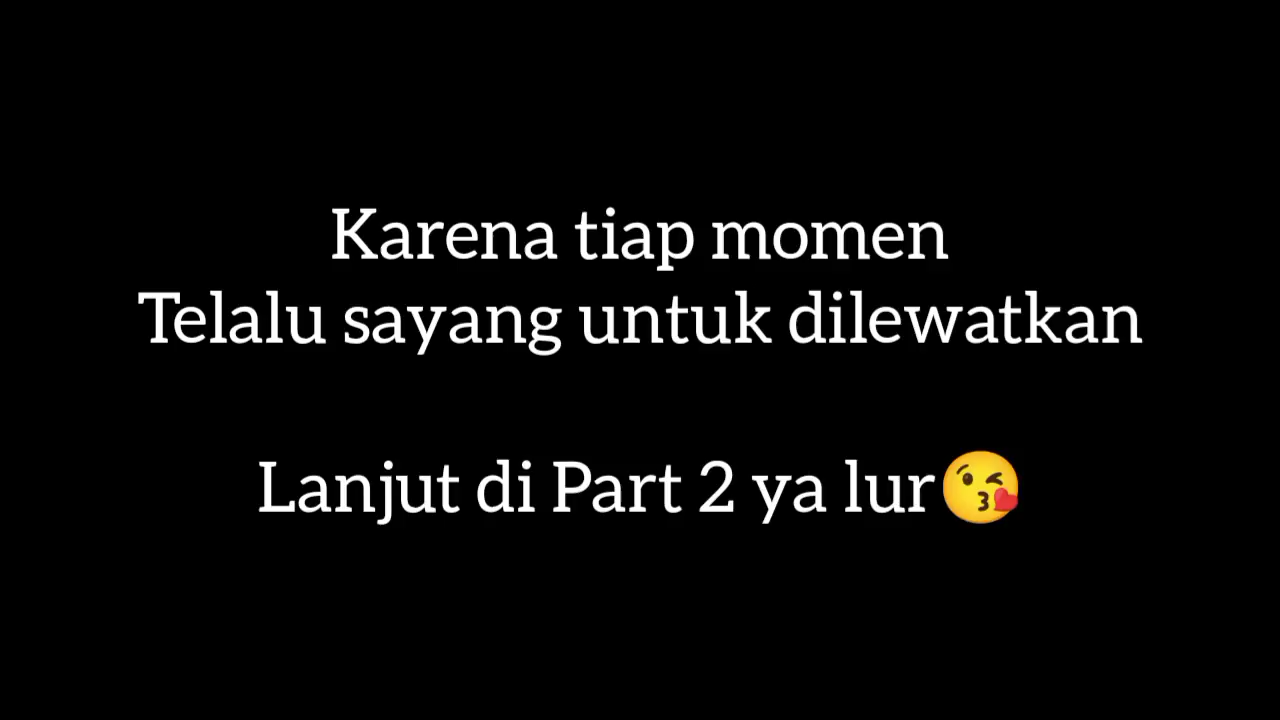 Karena tiap momen
Telalu sayang untuk dilewatkan
Lanjut di Part 2 ya lur😘